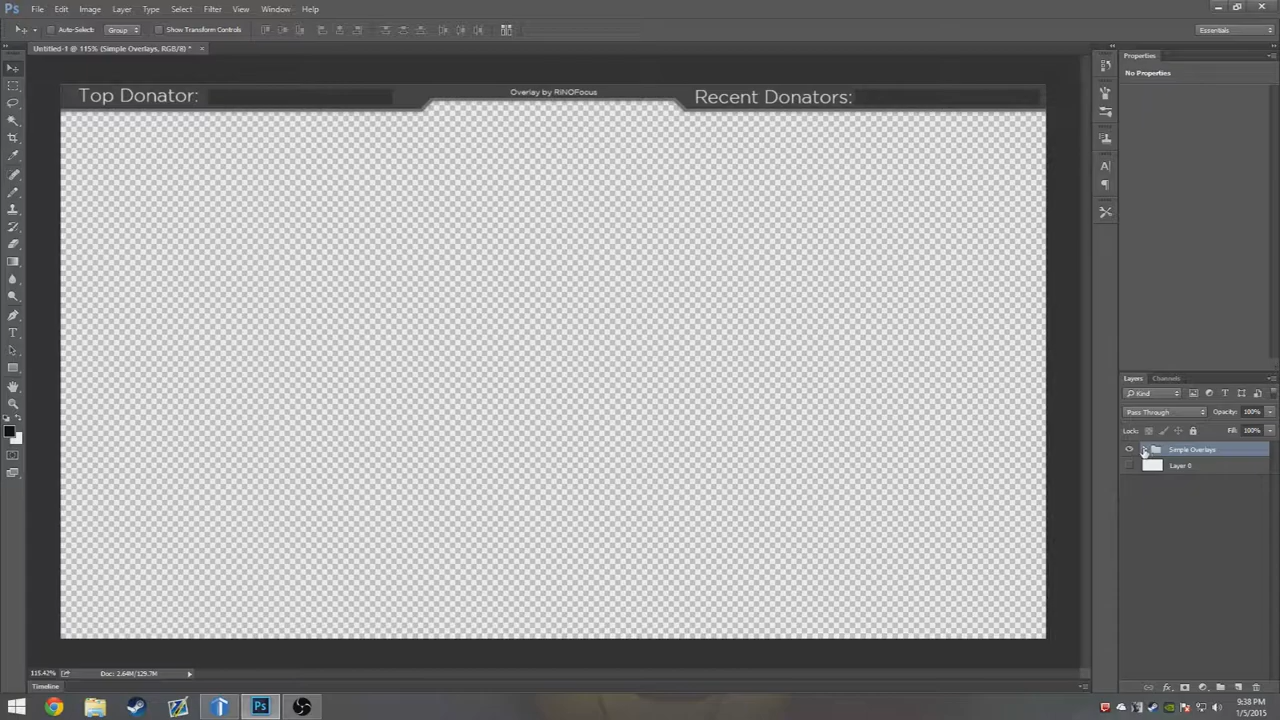 Ps File Edit Image Layer Type Select Filter View Window Help
Auto-Select: Group Show Transform Controls Essentials
Untitled-1 @ 115% (Simple Overlays, RGB/8) * ×
Properties
No Properties
Top Donator:
Overlay by RINOFocus
Recent Donators:
Layers Channels
Kind
Pass Through Opacity: 100%
Lock: Fill: 100%
Simple Overlays
Layer 0
115.42% Doc: 2.64M/129.7M
Timeline
Ps
9:38 PM
1/5/2015